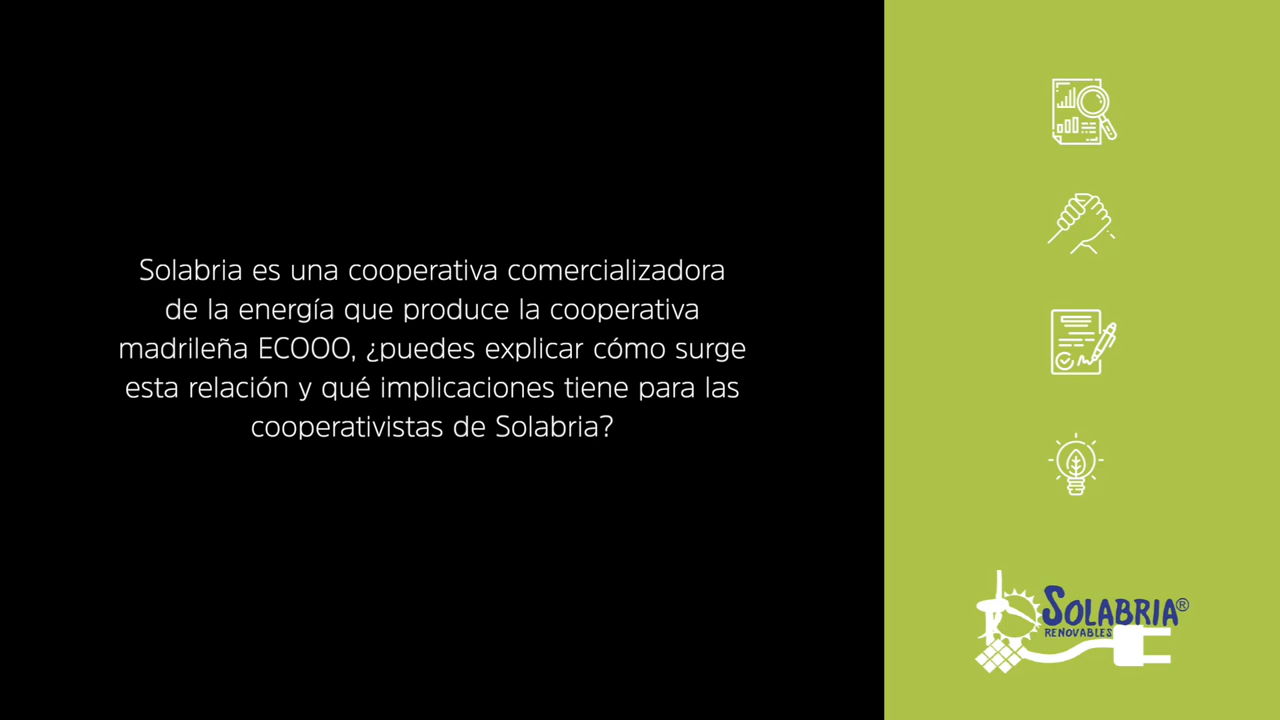 Solabria es una cooperativa comercializadora
de la energía que produce la cooperativa
madrileña ECOOO, ¿puedes explicar cómo surge
esta relación y qué implicaciones tiene para las
cooperativistas de Solabria?
SOLABRIA®
RENOVABLES